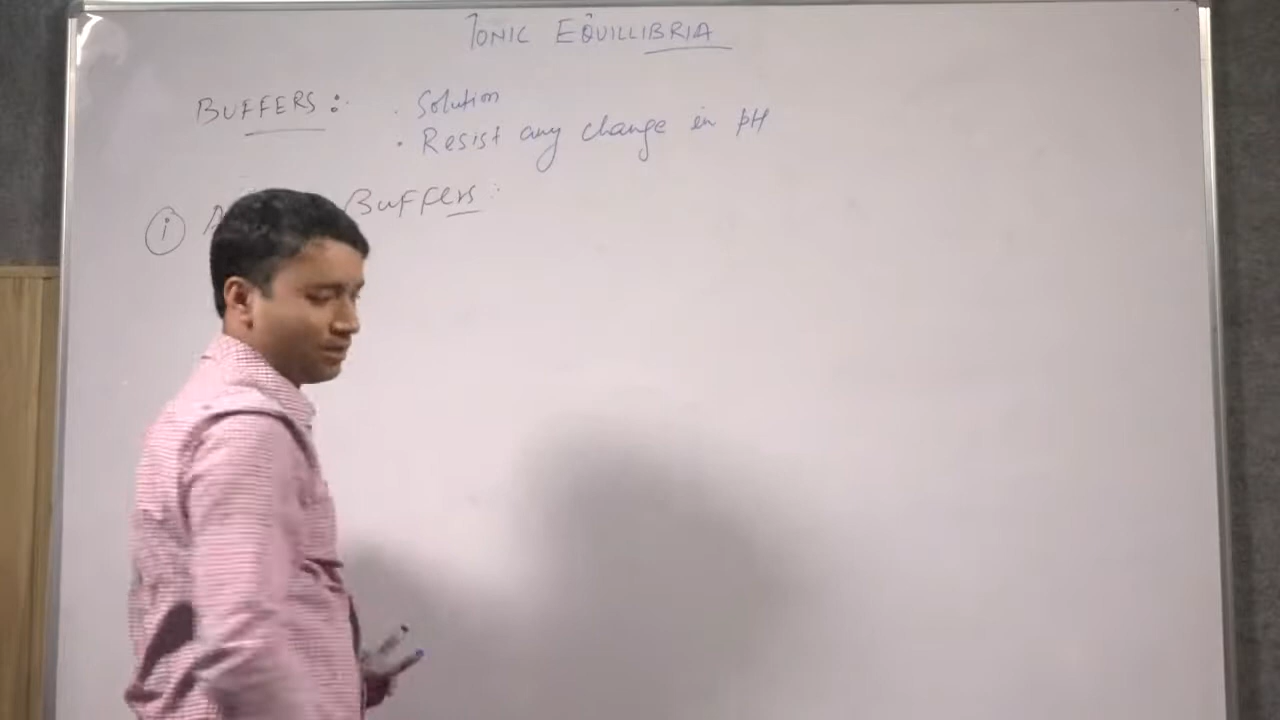 IONIC EQUILLIBRIA
BUFFERS : . Solution
. Resist any change in pH
(i) Buffers :